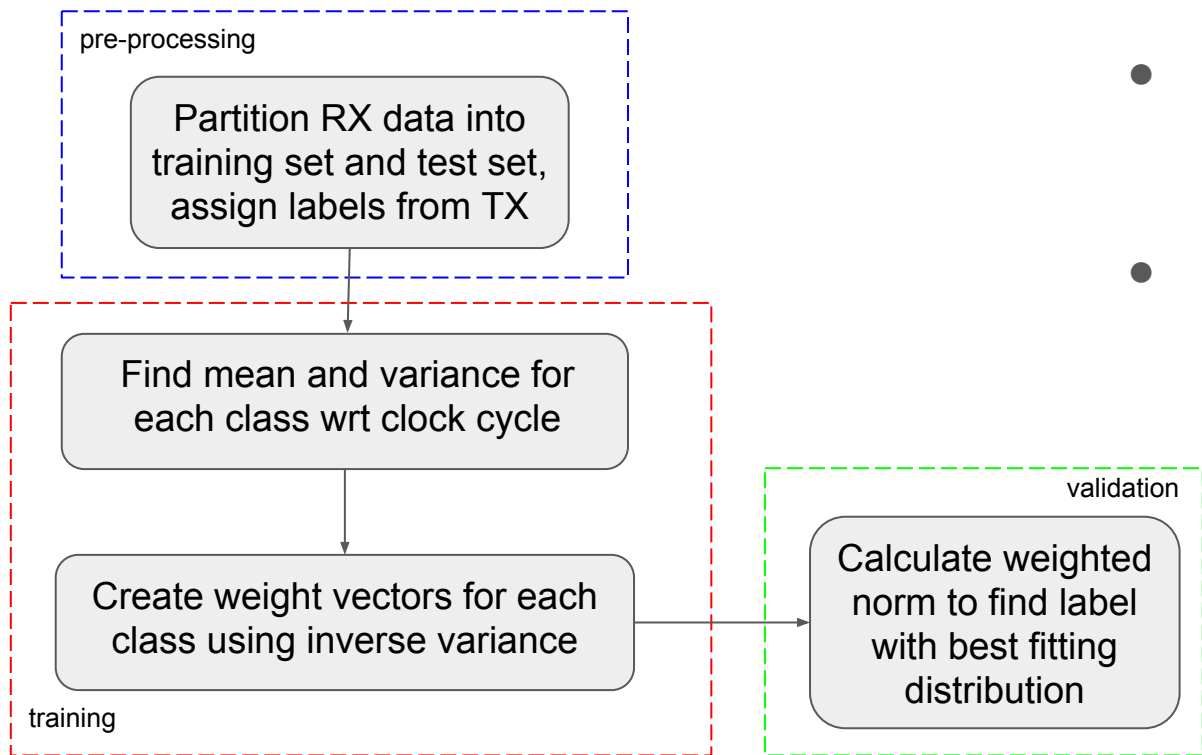 pre-processing
Partition RX data into
training set and test set,
assign labels from TX
Find mean and variance for
each class wrt clock cycle
Create weight vectors for each
class using inverse variance
training
validation
Calculate weighted
norm to find label
with best fitting
distribution